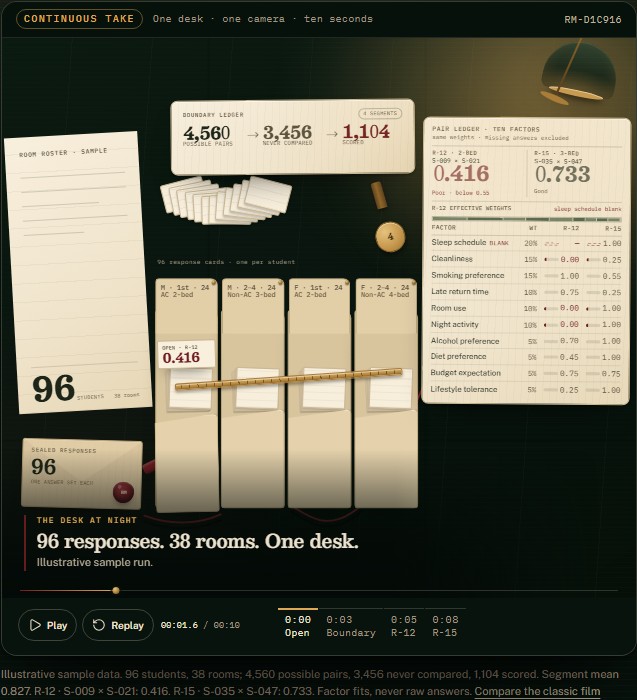 CONTINUOUS TAKE One desk · one camera · ten seconds RM-D1C916
BOUNDARY LEDGER 4 SEGMENTS
4,560 → 3,456 → 1,104
POSSIBLE PAIRS NEVER COMPARED SCORED
ROOM ROSTER · SAMPLE
96 STUDENTS 38 rooms
PAIR LEDGER · TEN FACTORS
same weights · missing answers excluded
R-12 · 2-BED R-15 · 3-BED
S-009 × S-021 S-035 × S-047
0.416 0.733
Poor · below 0.55 Good
R-12 EFFECTIVE WEIGHTS sleep schedule blank
FACTOR WT R-12 R-15
Sleep schedule BLANK 20% — 1.00
Cleanliness 15% 0.00 0.25
Smoking preference 15% 1.00 0.55
Late return time 10% 0.75 0.25
Room use 10% 0.00 1.00
Night activity 10% 0.00 1.00
Alcohol preference 5% 0.70 1.00
Diet preference 5% 0.45 1.00
Budget expectation 5% 0.75 0.75
Lifestyle tolerance 5% 0.25 1.00
4
96 response cards · one per student
M · 1st · 24 M · 2-4 · 24 F · 1st · 24 F · 2-4 · 24
AC 2-bed Non-AC 3-bed AC 2-bed Non-AC 4-bed
OPEN · R-12
0.416
SEALED RESPONSES
96
THE DESK AT NIGHT
96 responses. 38 rooms. One desk.
Illustrative sample run.
Play Replay 00:01.6 / 00:10
0:00 0:03 0:05 0:08
Open Boundary R-12 R-15
Illustrative sample data. 96 students, 38 rooms; 4,560 possible pairs, 3,456 never compared, 1,104 scored. Segment mean
0.827. R-12 · S-009 × S-021: 0.416. R-15 · S-035 × S-047: 0.733. Factor fits, never raw answers. Compare the classic film